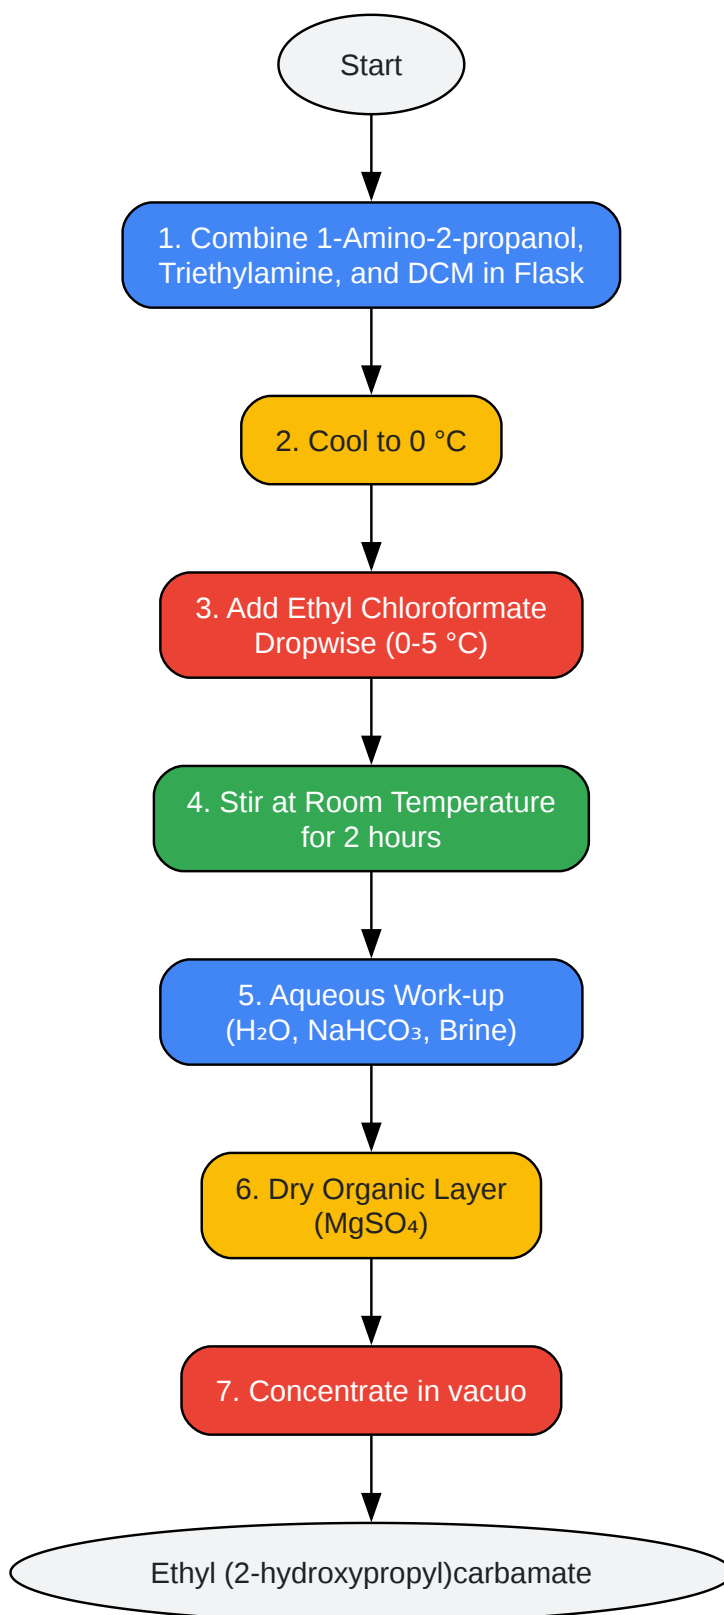 Start
1. Combine 1-Amino-2-propanol,
Triethylamine, and DCM in Flask
2. Cool to 0 °C
3. Add Ethyl Chloroformate
Dropwise (0-5 °C)
4. Stir at Room Temperature
for 2 hours
5. Aqueous Work-up
(H₂O, NaHCO₃, Brine)
6. Dry Organic Layer
(MgSO₄)
7. Concentrate in vacuo
Ethyl (2-hydroxypropyl)carbamate